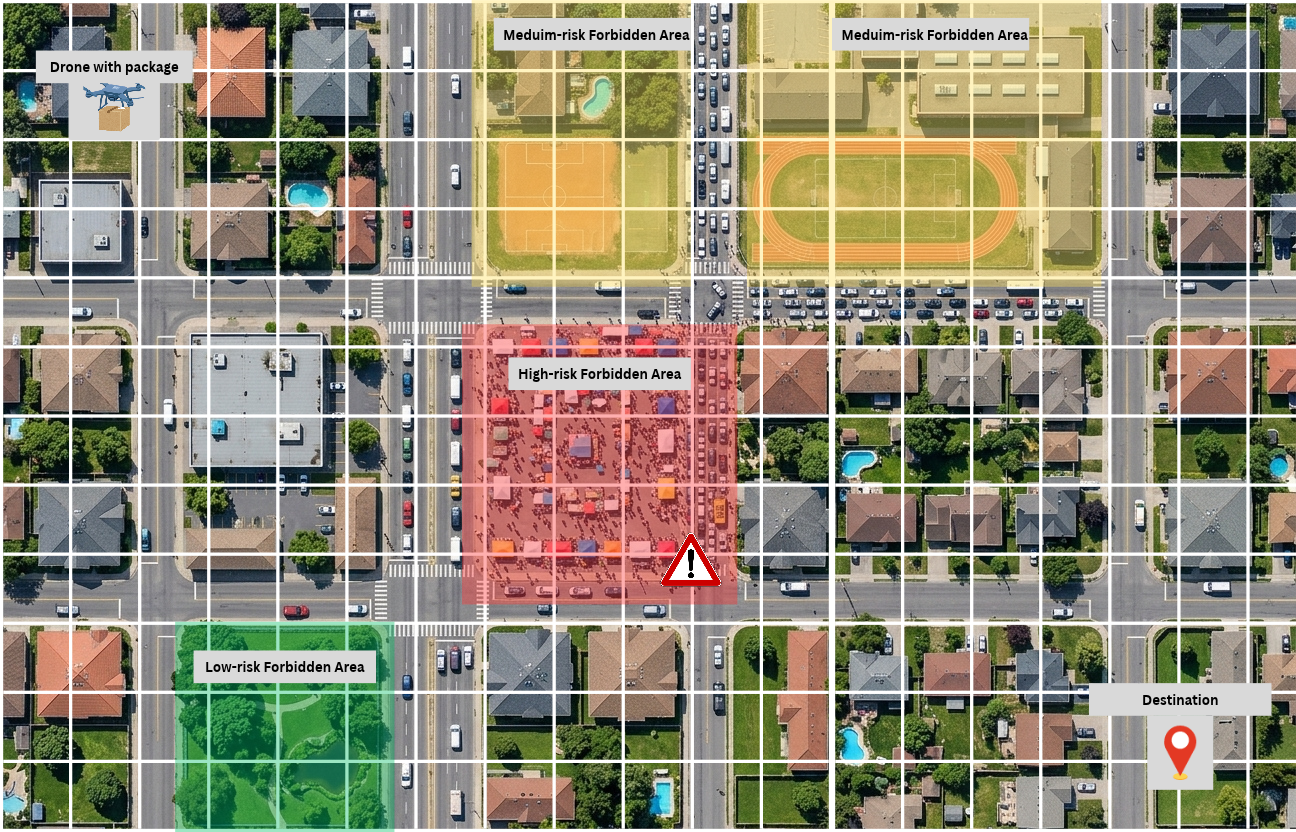 Meduim-risk Forbidden Area
Meduim-risk Forbidden Area
Drone with package
High-risk Forbidden Area
Low-risk Forbidden Area
Destination